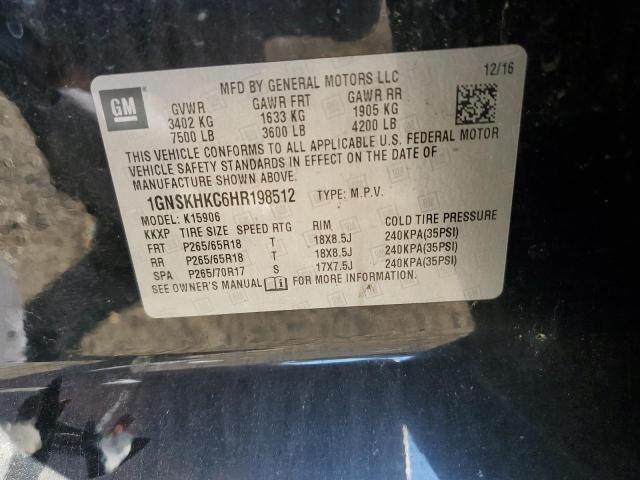 GM
MFD BY GENERAL MOTORS LLC 12/16
GVWR GAWR FRT GAWR RR
3402 KG 1633 KG 1905 KG
7500 LB 3600 LB 4200 LB
THIS VEHICLE CONFORMS TO ALL APPLICABLE U.S. FEDERAL MOTOR
VEHICLE SAFETY STANDARDS IN EFFECT ON THE DATE OF
MANUFACTURE SHOWN ABOVE.
1GNSKHKC6HR198512 TYPE: M.P.V.
MODEL: K15906
KKXP TIRE SIZE SPEED RTG RIM COLD TIRE PRESSURE
FRT P265/65R18 T 18X8.5J 240KPA(35PSI)
RR P265/65R18 T 18X8.5J 240KPA(35PSI)
SPA P265/70R17 S 17X7.5J 240KPA(35PSI)
SEE OWNER'S MANUAL FOR MORE INFORMATION.